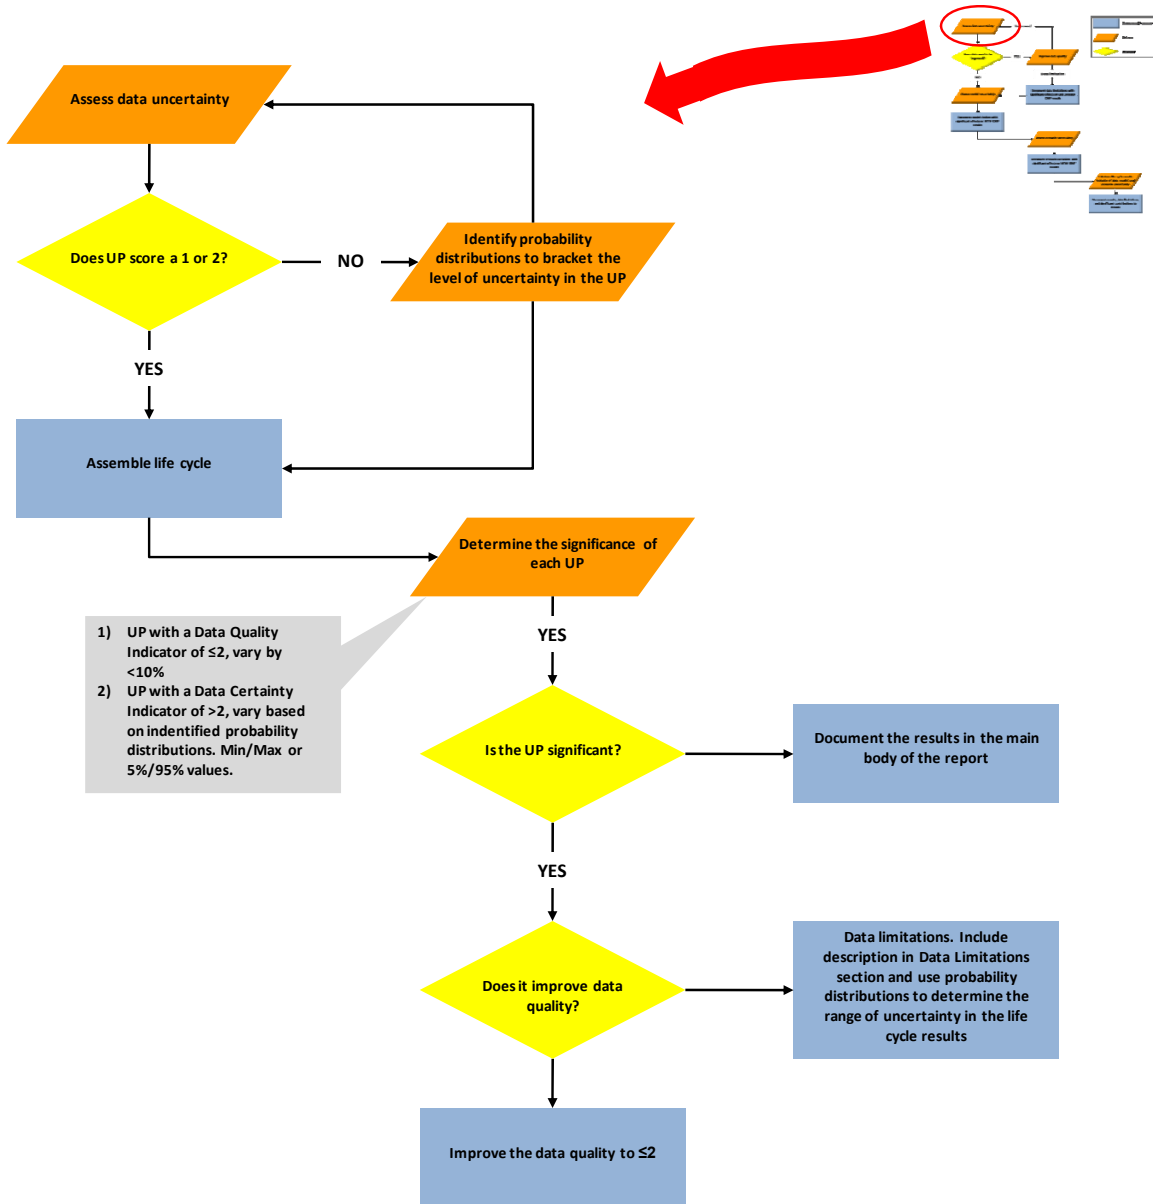 Assess data uncertainty
Does UP score a 1 or 2?
NO
Identify probability
distributions to bracket the
level of uncertainty in the UP
YES
Assemble life cycle
Determine the significance of
each UP
1) UP with a Data Quality
Indicator of ≤2, vary by
<10%
2) UP with a Data Certainty
Indicator of >2, vary based
on indentified probability
distributions. Min/Max or
5%/95% values.
YES
Is the UP significant?
Document the results in the main
body of the report
YES
Does it improve data
quality?
Data limitations. Include
description in Data Limitations
section and use probability
distributions to determine the
range of uncertainty in the life
cycle results
Improve the data quality to ≤2